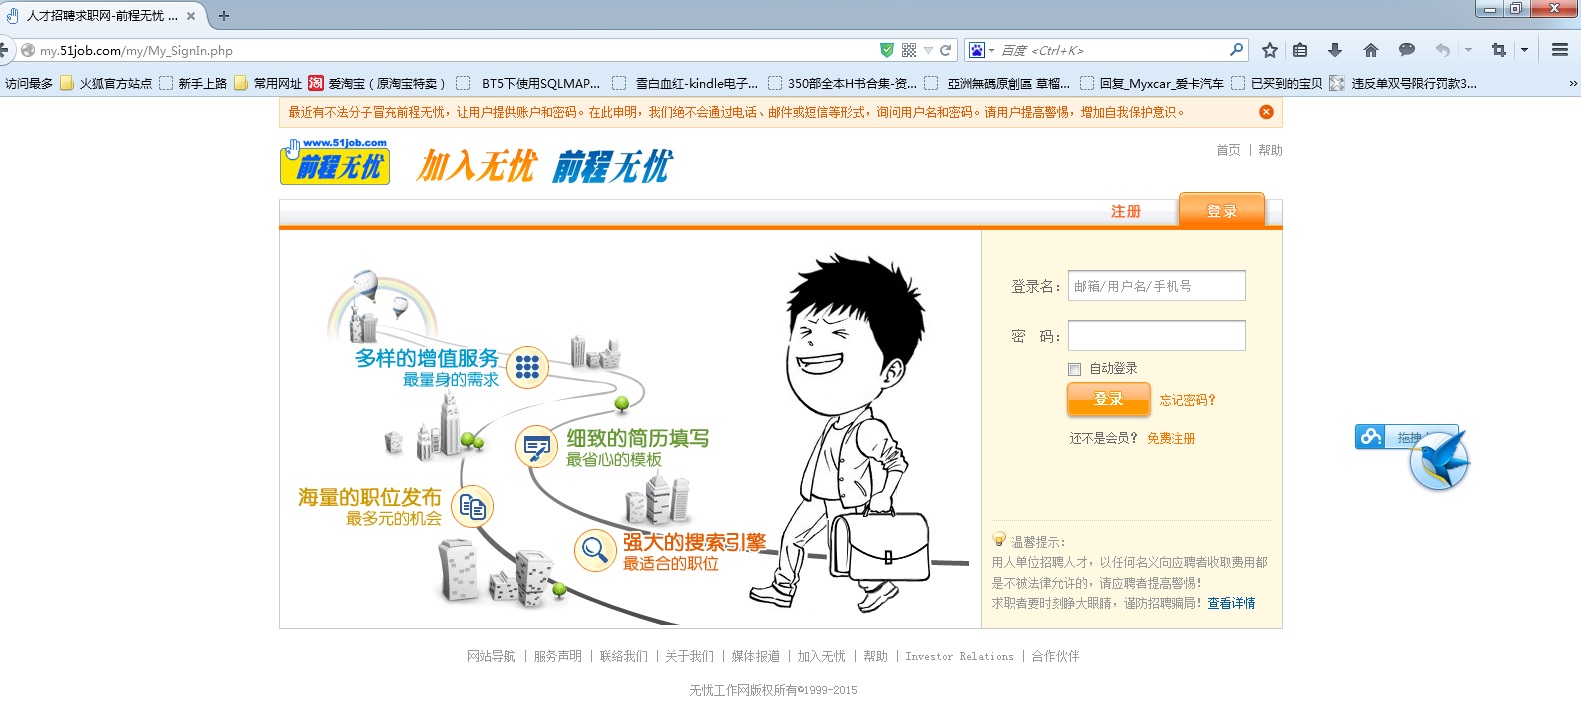 人才招聘求职网-前程无忧 ...
my.51job.com/my/My_SignIn.php
百度 <Ctrl+K>
访问最多 火狐官方站点 新手上路 常用网址 淘 爱淘宝（原淘宝特卖） BT5下使用SQLMAP... 雪白血红-kindle电子... 350部全本H书合集-资... 亞洲無碼原創區 草榴... 回复_Myxcar_爱卡汽车 已买到的宝贝 违反单双号限行罚款3... »
最近有不法分子冒充前程无忧，让用户提供账户和密码。在此申明，我们绝不会通过电话、邮件或短信等形式，询问用户名和密码。请用户提高警惕，增加自我保护意识。
www.51job.com
前程无忧
加入无忧 前程无忧
首页 | 帮助
注册 登录
多样的增值服务
最量身的需求
细致的简历填写
最省心的模板
海量的职位发布
最多元的机会
强大的搜索引擎
最适合的职位
登录名： 邮箱/用户名/手机号
密 码：
自动登录
登录 忘记密码?
还不是会员？ 免费注册
拖拽
温馨提示：
用人单位招聘人才，以任何名义向应聘者收取费用都
是不被法律允许的，请应聘者提高警惕！
求职者要时刻睁大眼睛，谨防招聘骗局！查看详情
网站导航 | 服务声明 | 联络我们 | 关于我们 | 媒体报道 | 加入无忧 | 帮助 | Investor Relations | 合作伙伴
无忧工作网版权所有©1999-2015